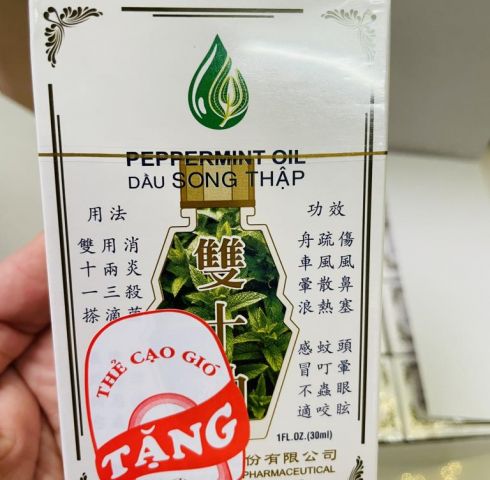 PEPPERMINT OIL
DẦU SONG THẬP
用法
消炎殺
用兩三滴
雙十一搽
雙十
功效
傷風鼻塞
疏風散熱
舟車暈浪
頭暈眼眩
蚊叮蟲咬
感冒不適
THẺ CẠO GIÓ
TẶNG
1FL.OZ.(30ml)
份有限公司
PHARMACEUTICAL